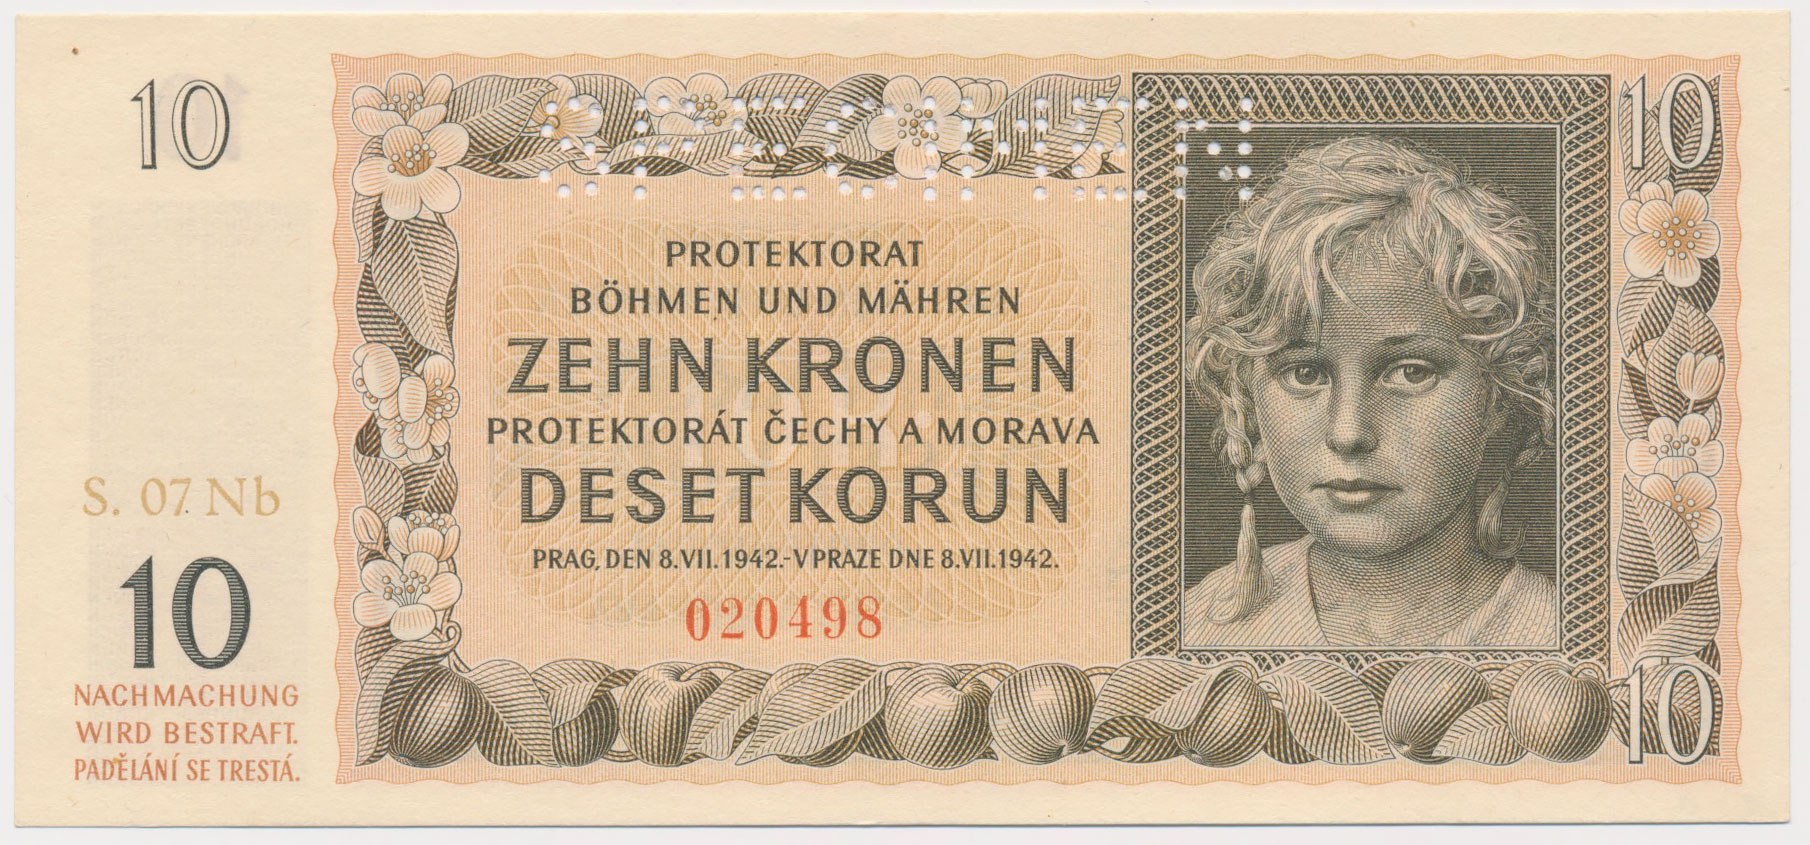 10
10
PROTEKTORAT
BÖHMEN UND MÄHREN
ZEHN KRONEN
PROTEKTORÁT ČECHY A MORAVA
DESET KORUN
PRAG, DEN 8.VII.1942.-V PRAZE DNE 8.VII.1942.
020498
S. 07 Nb
10
NACHMACHUNG
WIRD BESTRAFT.
PADĚLÁNÍ SE TRESTÁ.
10
SPECIMEN